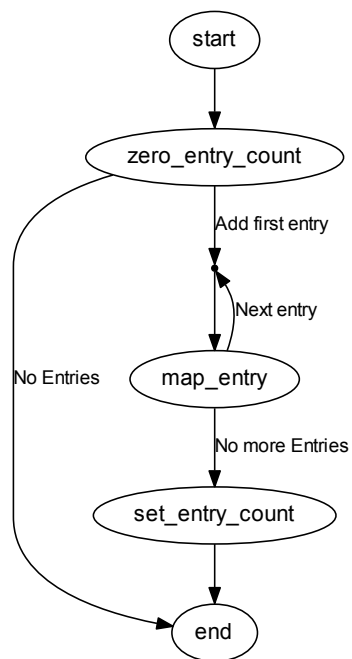 start
zero_entry_count
Add first entry
Next entry
No Entries
map_entry
No more Entries
set_entry_count
end